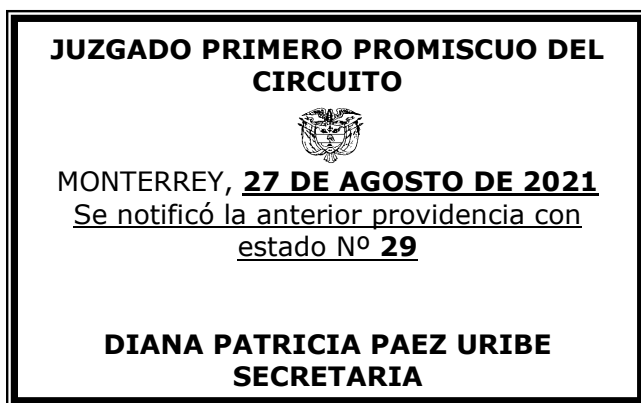 JUZGADO PRIMERO PROMISCUO DEL
CIRCUITO
MONTERREY, 27 DE AGOSTO DE 2021
Se notificó la anterior providencia con
estado Nº 29
DIANA PATRICIA PAEZ URIBE
SECRETARIA